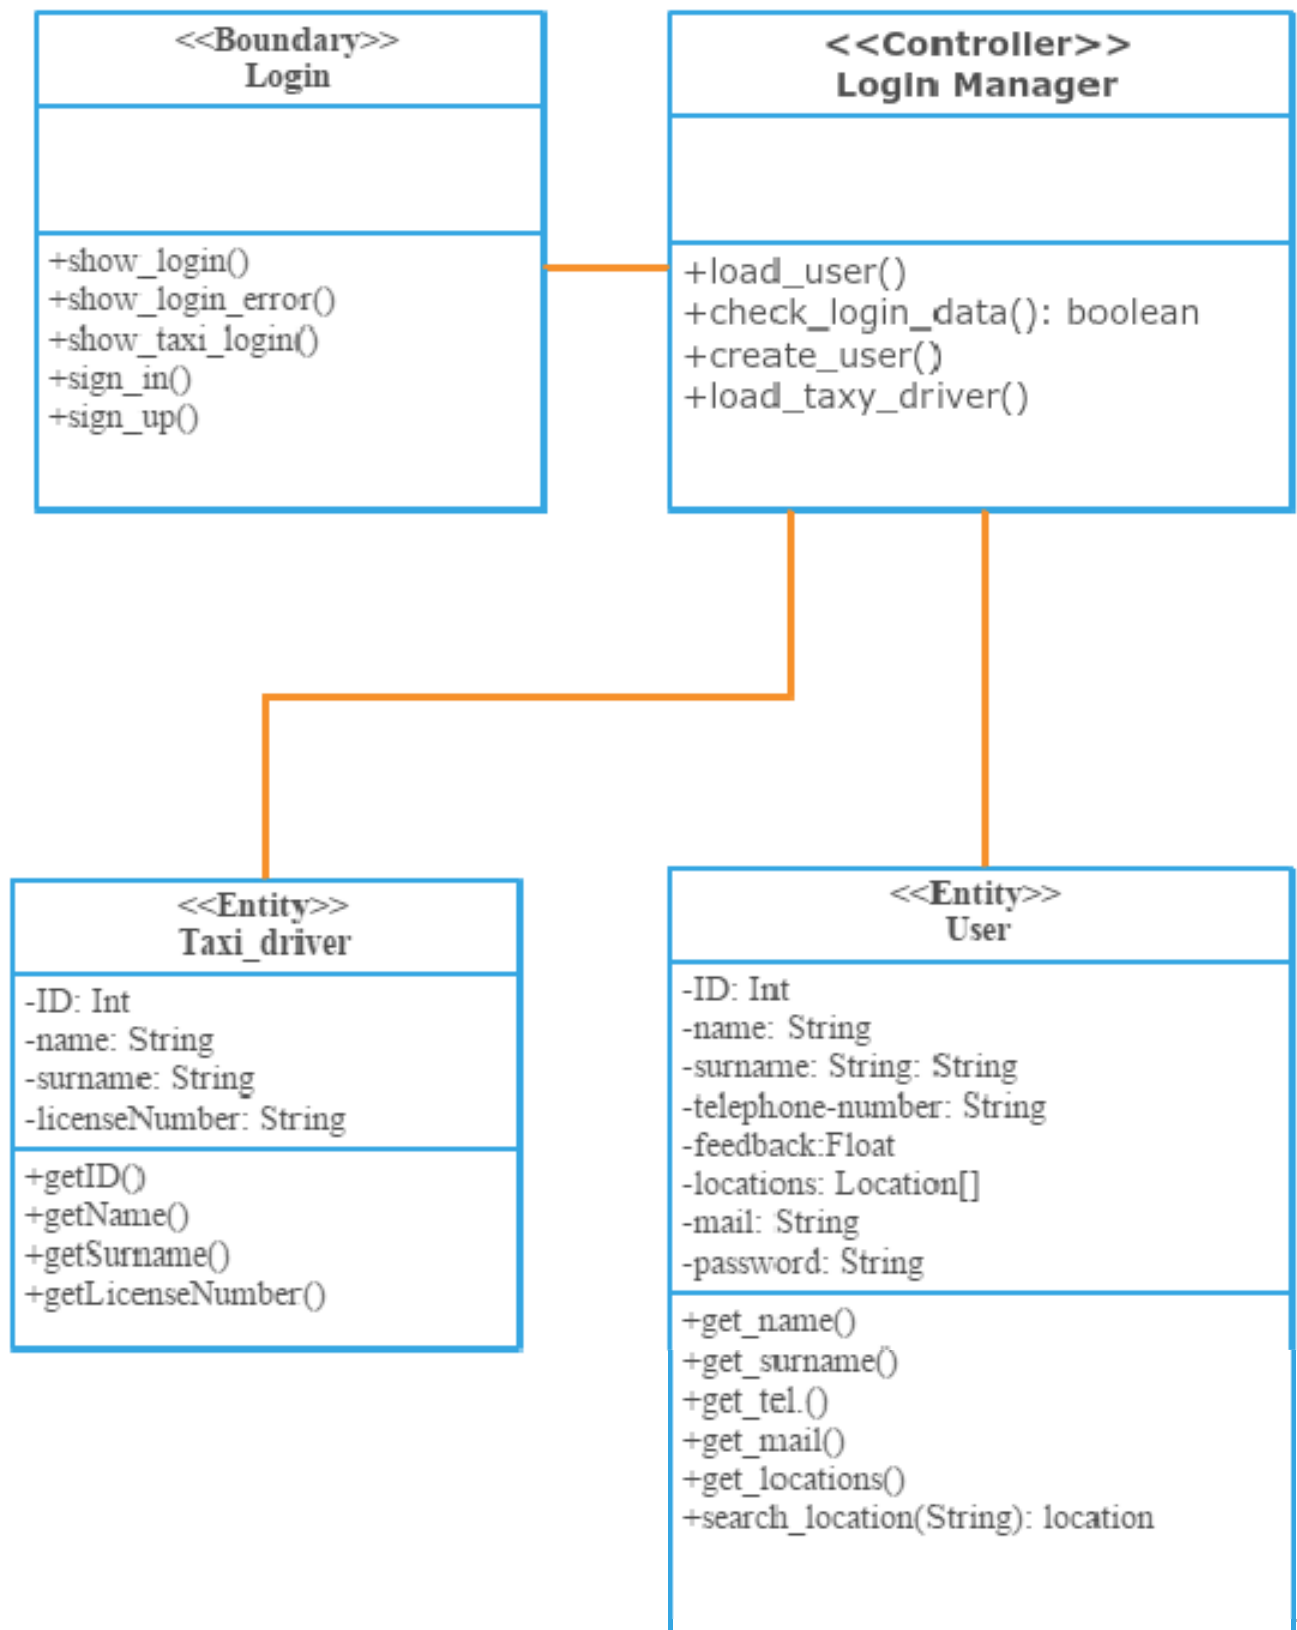 <<Boundary>>
Login
+show_login()
+show_login_error()
+show_taxi_login()
+sign_in()
+sign_up()
<<Controller>>
Login Manager
+load_user()
+check_login_data(): boolean
+create_user()
+load_taxy_driver()
<<Entity>>
Taxi_driver
-ID: Int
-name: String
-surname: String
-licenseNumber: String
+getID()
+getName()
+getSurname()
+getLicenseNumber()
<<Entity>>
User
-ID: Int
-name: String
-surname: String: String
-telephone-number: String
-feedback:Float
-locations: Location[]
-mail: String
-password: String
+get_name()
+get_surname()
+get_tel.()
+get_mail()
+get_locations()
+search_location(String): location